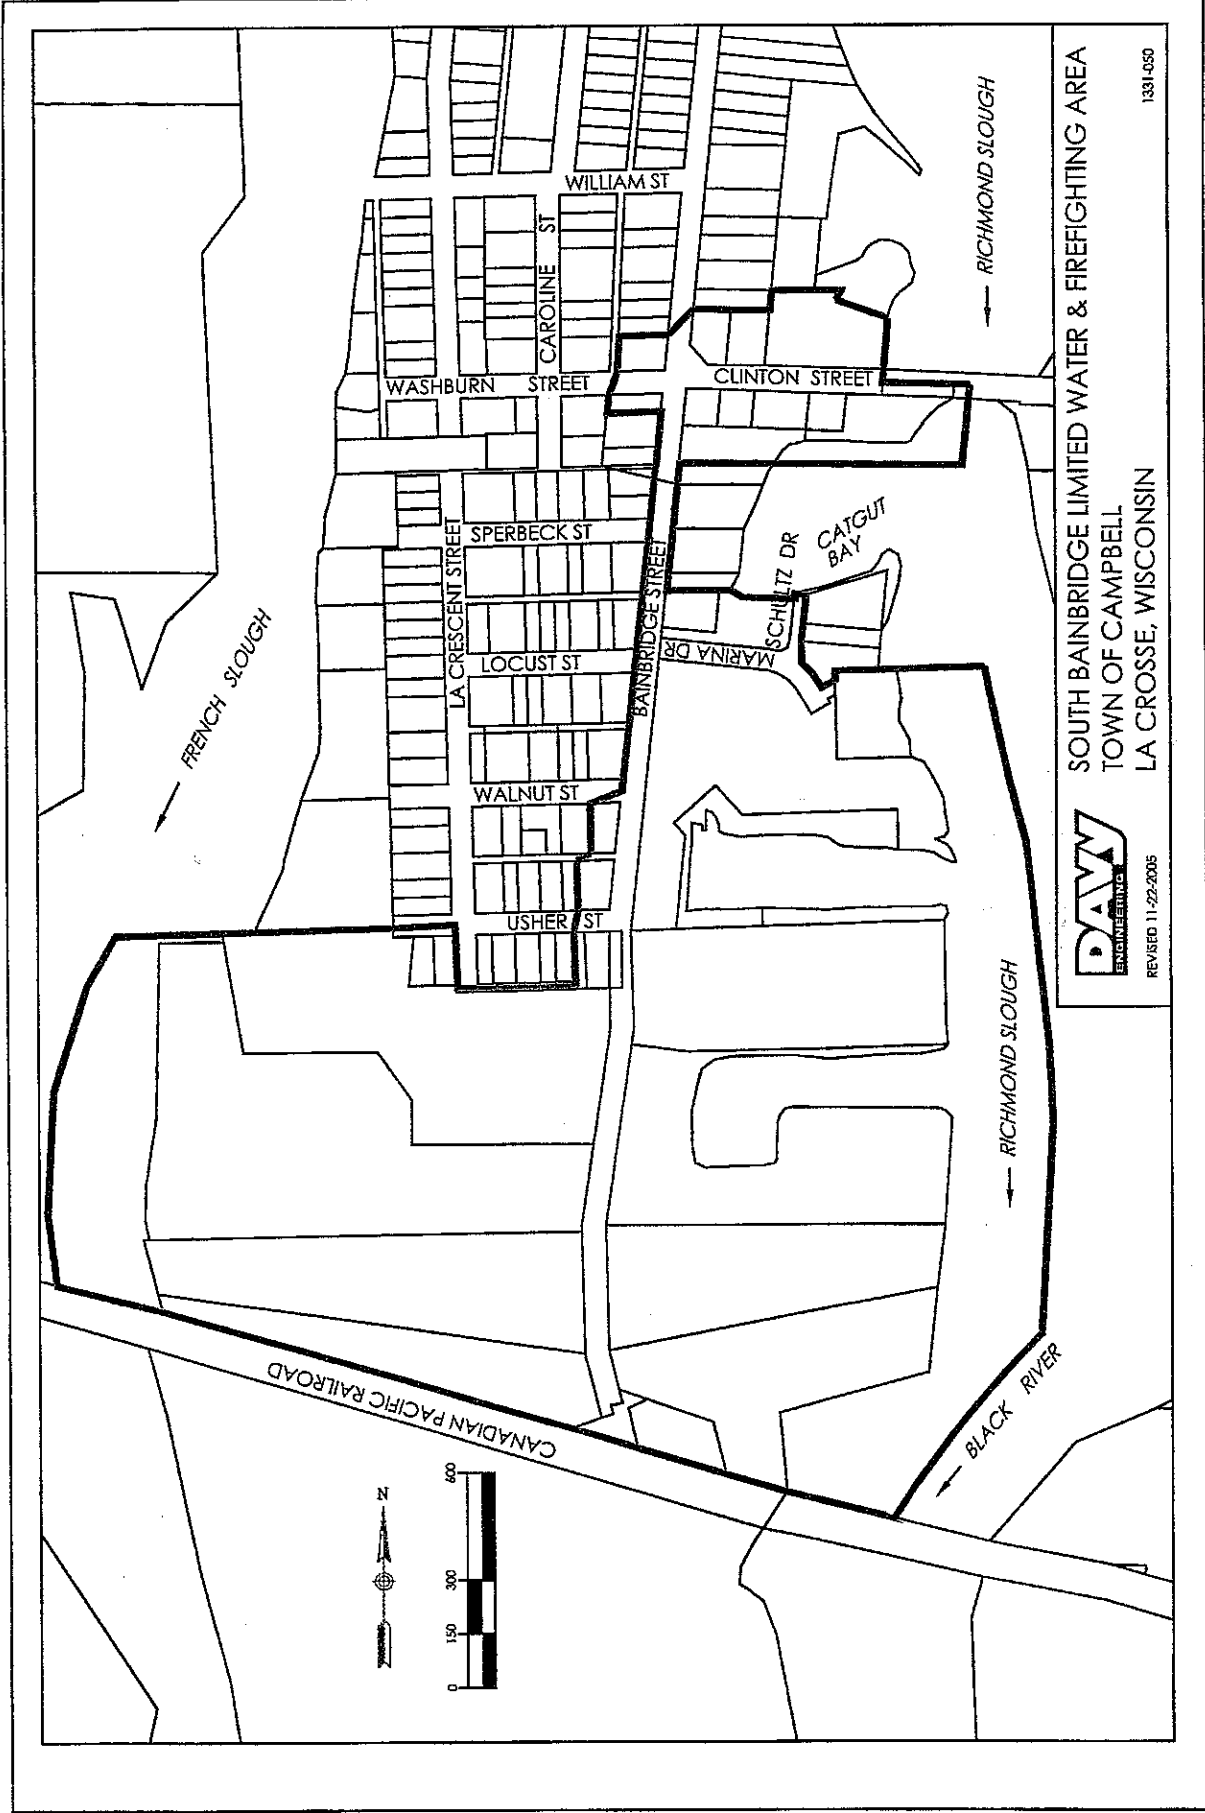 FRENCH SLOUGH
WILLIAM ST
CAROLINE ST
WASHBURN STREET
CLINTON STREET
RICHMOND SLOUGH
LA CRESCENT STREET
SPERBECK ST
BAINBRIDGE STREET
SCHULTZ DR
CATGUT
BAY
LOCUST ST
MARINA DR
WALNUT ST
USHER ST
RICHMOND SLOUGH
CANADIAN PACIFIC RAILROAD
BLACK RIVER
N
0 150 300 600
SOUTH BAINBRIDGE LIMITED WATER & FIREFIGHTING AREA
TOWN OF CAMPBELL
LA CROSSE, WISCONSIN
DAVY
ENGINEERING
REVISED 11-22-2005
1331-050